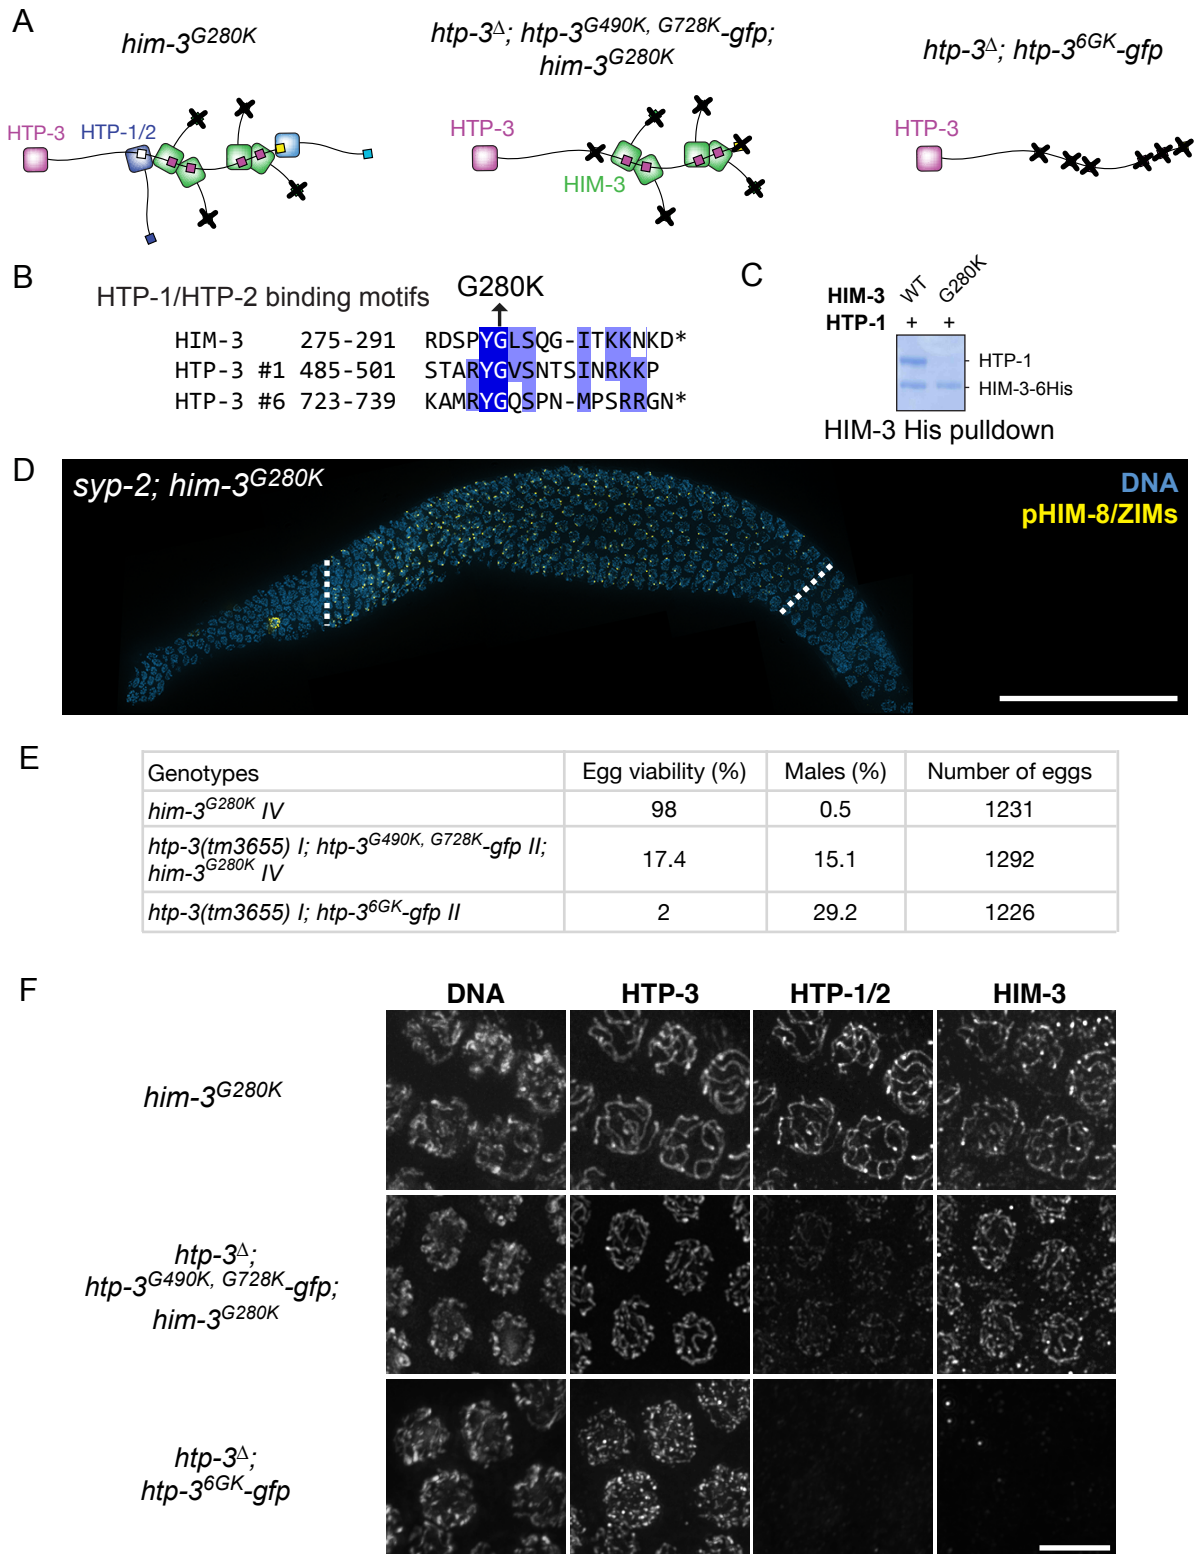 A
him-3G280K
htp-3Δ; htp-3G490K, G728K-gfp;
him-3G280K
htp-3Δ; htp-36GK-gfp
HTP-3
HTP-1/2
HTP-3
HIM-3
HTP-3
B
HTP-1/HTP-2 binding motifs
G280K
HIM-3 275-291 RDSPYGLSQG-ITKKNKD*
HTP-3 #1 485-501 STARYGVSNTSINRKKP
HTP-3 #6 723-739 KAMRYGQSPN-MPSRRGN*
C
HIM-3 WT G280K
HTP-1 + +
HTP-1
HIM-3-6His
HIM-3 His pulldown
D
syp-2; him-3G280K
DNA
pHIM-8/ZIMs
E
Genotypes Egg viability (%) Males (%) Number of eggs
him-3G280K IV 98 0.5 1231
htp-3(tm3655) I; htp-3G490K, G728K-gfp II;
him-3G280K IV 17.4 15.1 1292
htp-3(tm3655) I; htp-36GK-gfp II 2 29.2 1226
F
DNA HTP-3 HTP-1/2 HIM-3
him-3G280K
htp-3Δ;
htp-3G490K, G728K-gfp;
him-3G280K
htp-3Δ;
htp-36GK-gfp